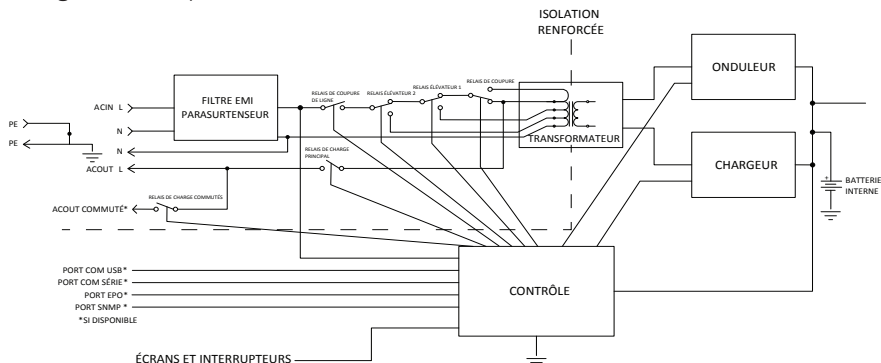 ISOLATION
RENFORCÉE
ONDULEUR
RELAIS DE COUPURE
DE LIGNE
RELAIS ÉLÉVATEUR 2
RELAIS ÉLÉVATEUR 1
RELAIS DE COUPURE
ACIN L
FILTRE EMI
PARASURTENSEUR
PE
N
TRANSFORMATEUR
PE
N
ACOUT L
RELAIS DE CHARGE
PRINCIPAL
CHARGEUR
BATTERIE
INTERNE
RELAIS DE CHARGE COMMUTÉS
ACOUT COMMUTÉ*
PORT COM USB*
PORT COM SÉRIE*
PORT EPO*
PORT SNMP *
*SI DISPONIBLE
CONTRÔLE
ÉCRANS ET INTERRUPTEURS